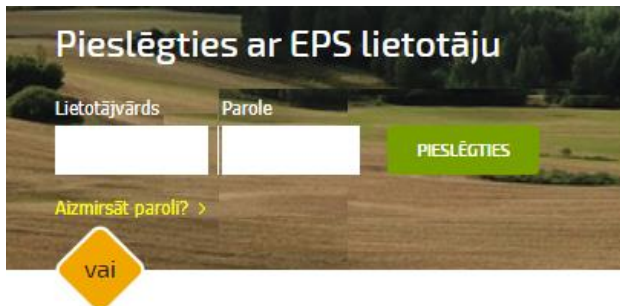 Pieslēgties ar EPS lietotāju
Lietotājvārds Parole
PIESLĒGTIES
Aizmirsāt paroli? >
vai